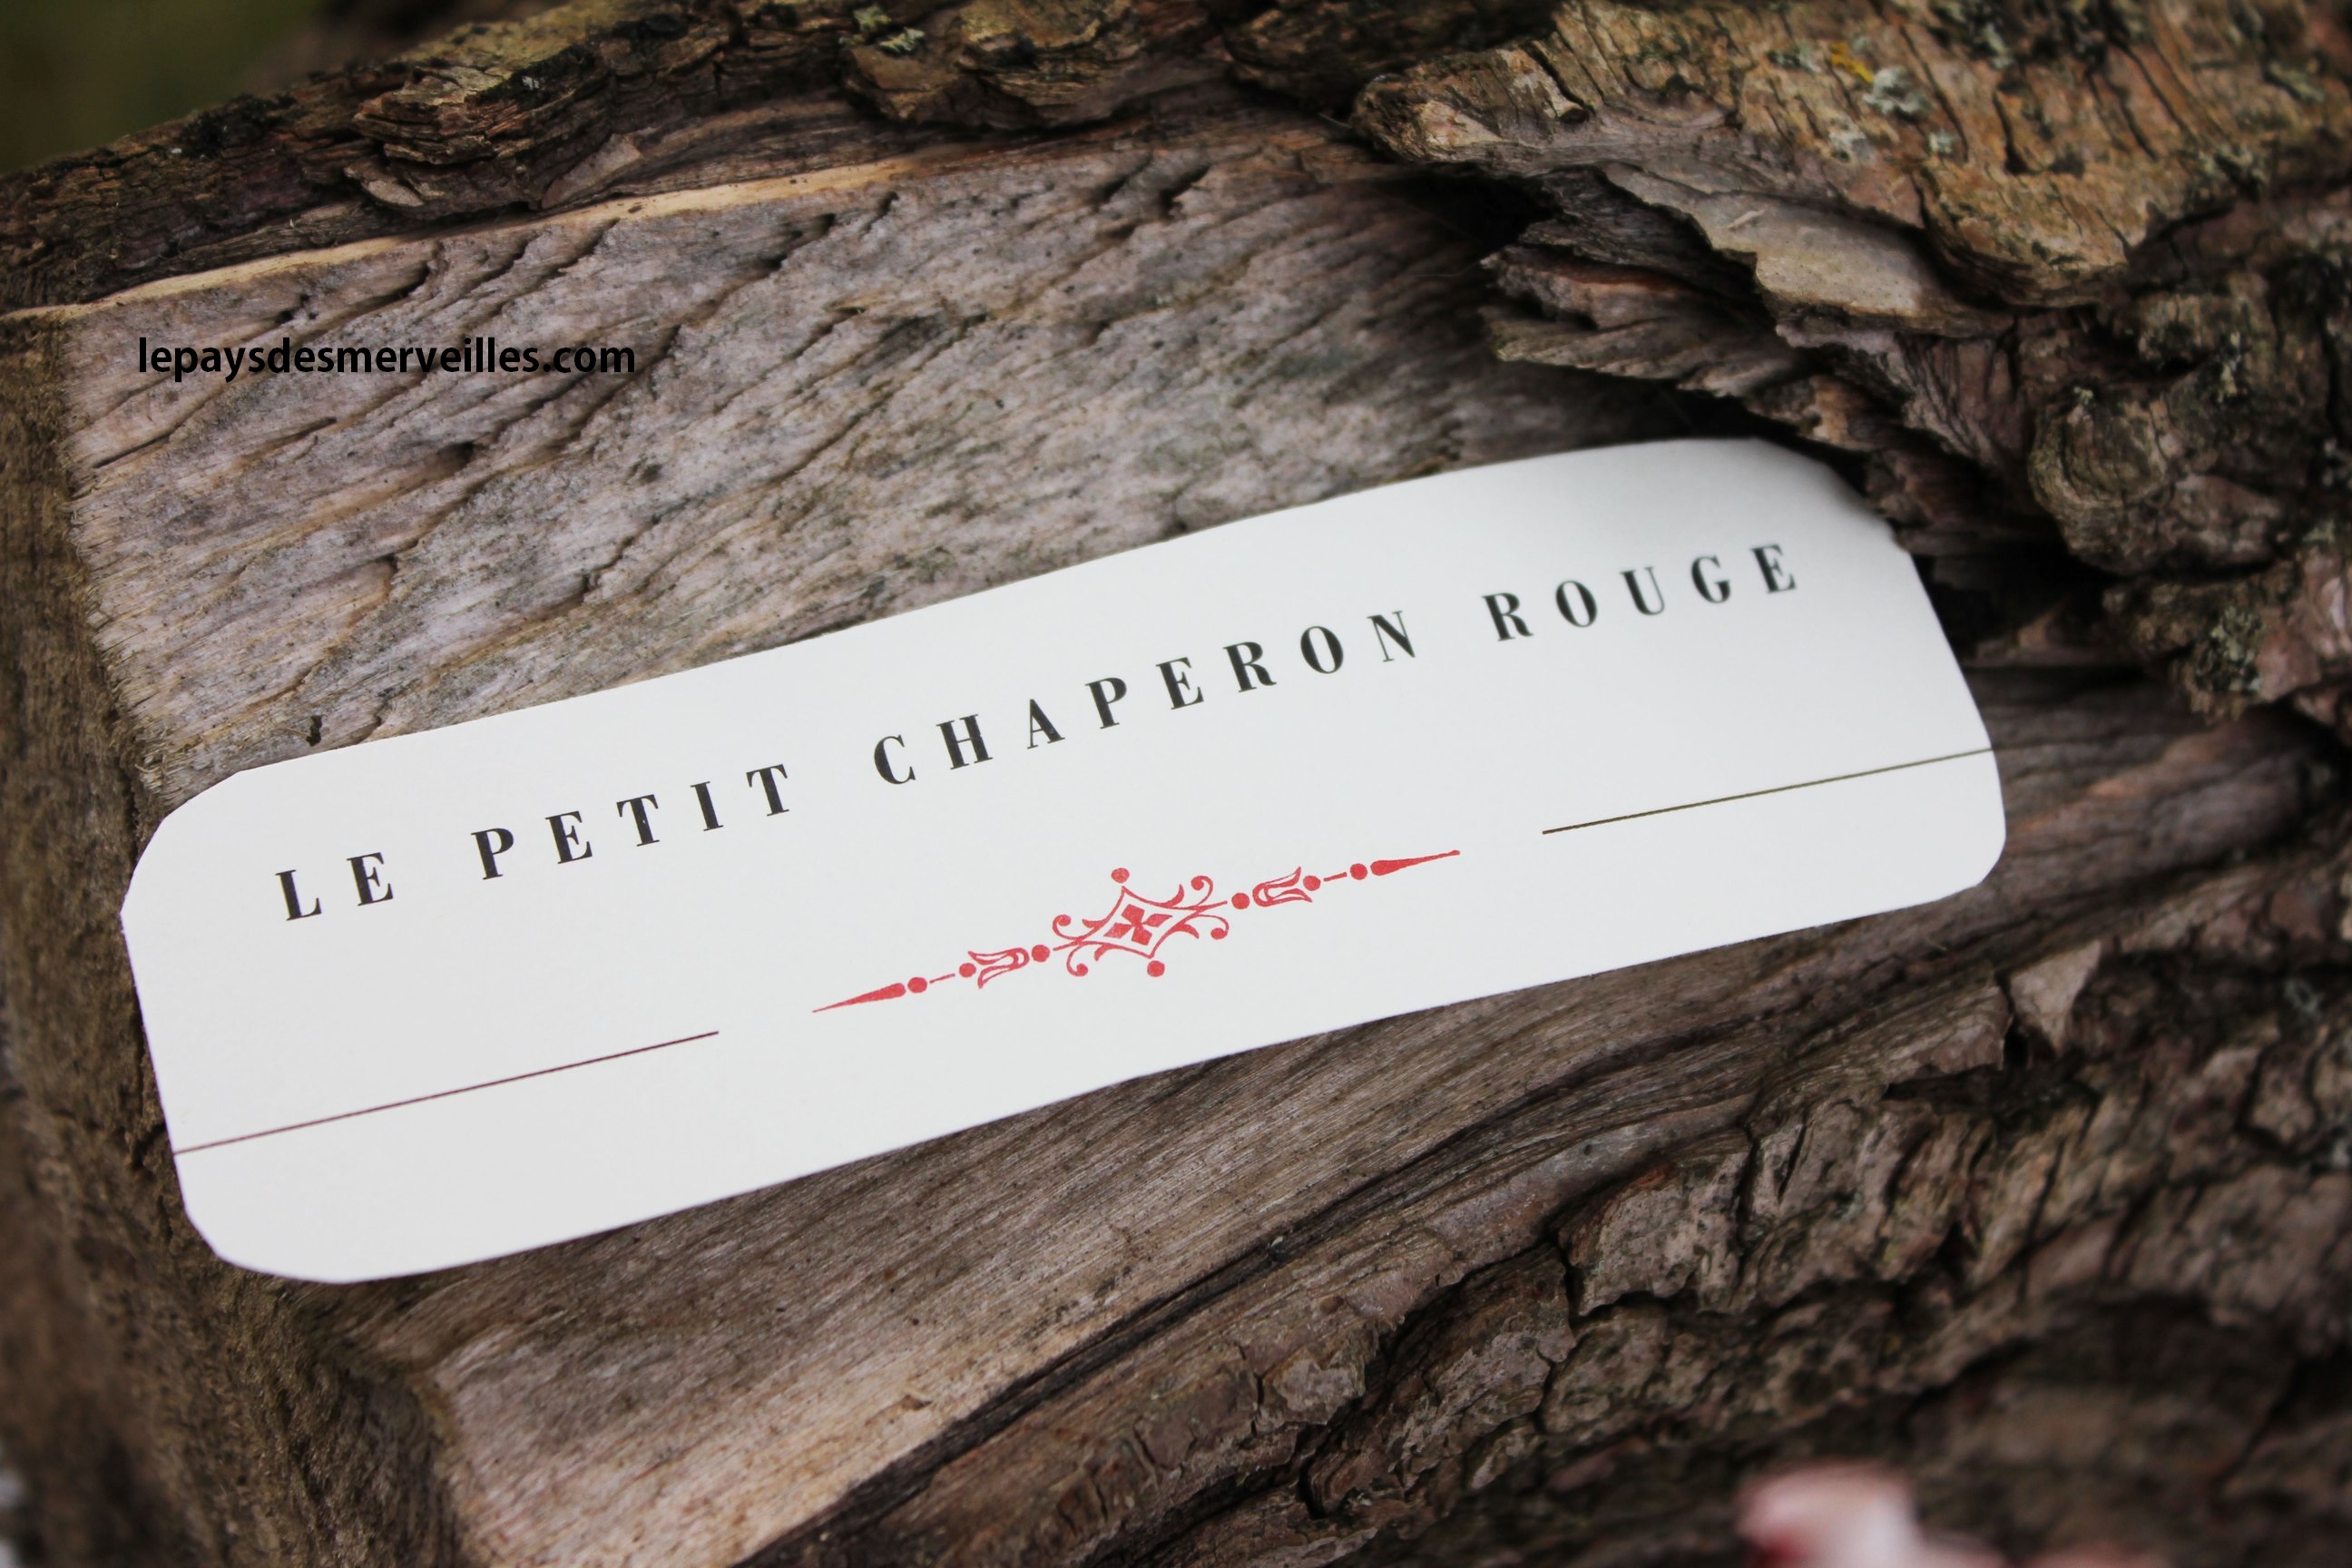 lepaysdesmerveilles.com
LE PETIT CHAPERON ROUGE